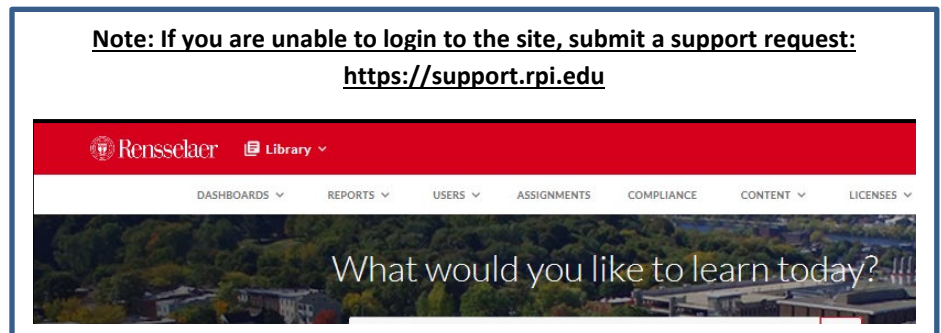 Note: If you are unable to login to the site, submit a support request:
https://support.rpi.edu
Rensselaer Library
DASHBOARDS REPORTS USERS ASSIGNMENTS COMPLIANCE CONTENT LICENSES
What would you like to learn today?